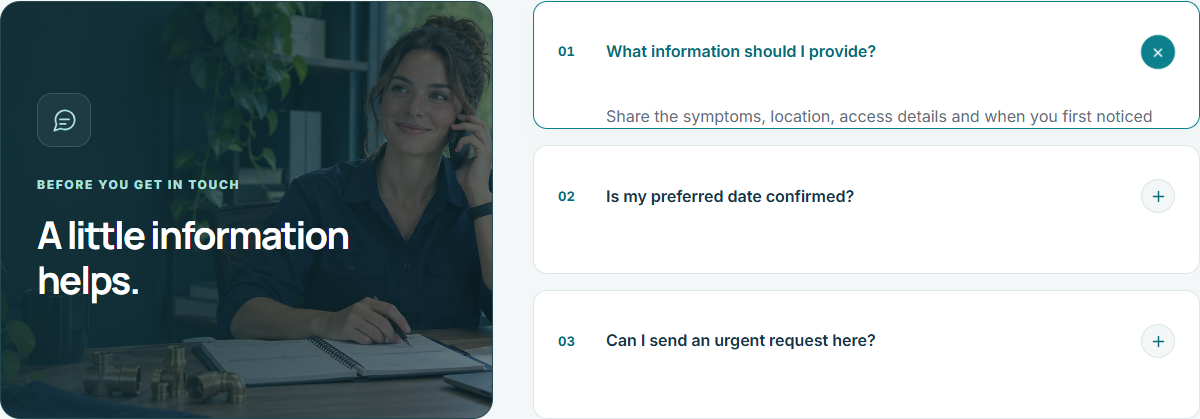 BEFORE YOU GET IN TOUCH
A little information
helps.
01 What information should I provide?
Share the symptoms, location, access details and when you first noticed
02 Is my preferred date confirmed?
03 Can I send an urgent request here?